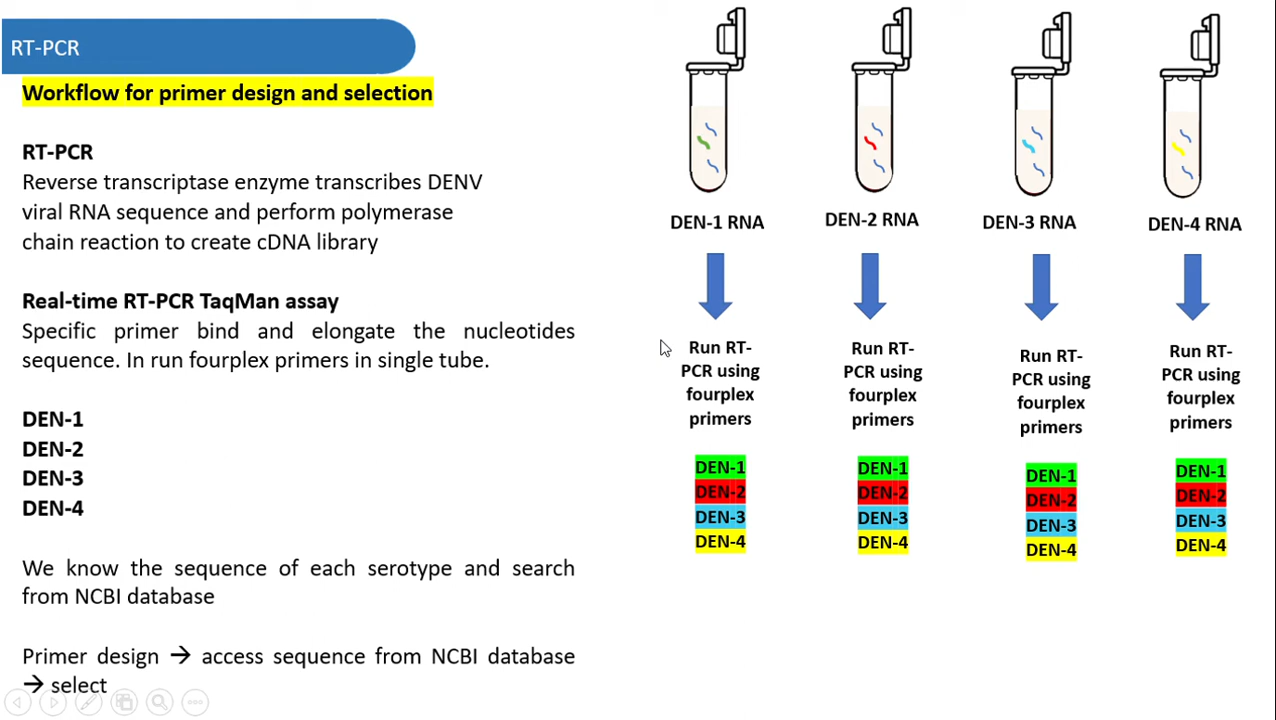 RT-PCR
Workflow for primer design and selection
RT-PCR
Reverse transcriptase enzyme transcribes DENV
viral RNA sequence and perform polymerase
chain reaction to create cDNA library
Real-time RT-PCR TaqMan assay
Specific primer bind and elongate the nucleotides
sequence. In run fourplex primers in single tube.
DEN-1
DEN-2
DEN-3
DEN-4
We know the sequence of each serotype and search
from NCBI database
Primer design → access sequence from NCBI database
→ select
DEN-1 RNA
Run RT-
PCR using
fourplex
primers
DEN-1
DEN-2
DEN-3
DEN-4
DEN-2 RNA
Run RT-
PCR using
fourplex
primers
DEN-1
DEN-2
DEN-3
DEN-4
DEN-3 RNA
Run RT-
PCR using
fourplex
primers
DEN-1
DEN-2
DEN-3
DEN-4
DEN-4 RNA
Run RT-
PCR using
fourplex
primers
DEN-1
DEN-2
DEN-3
DEN-4